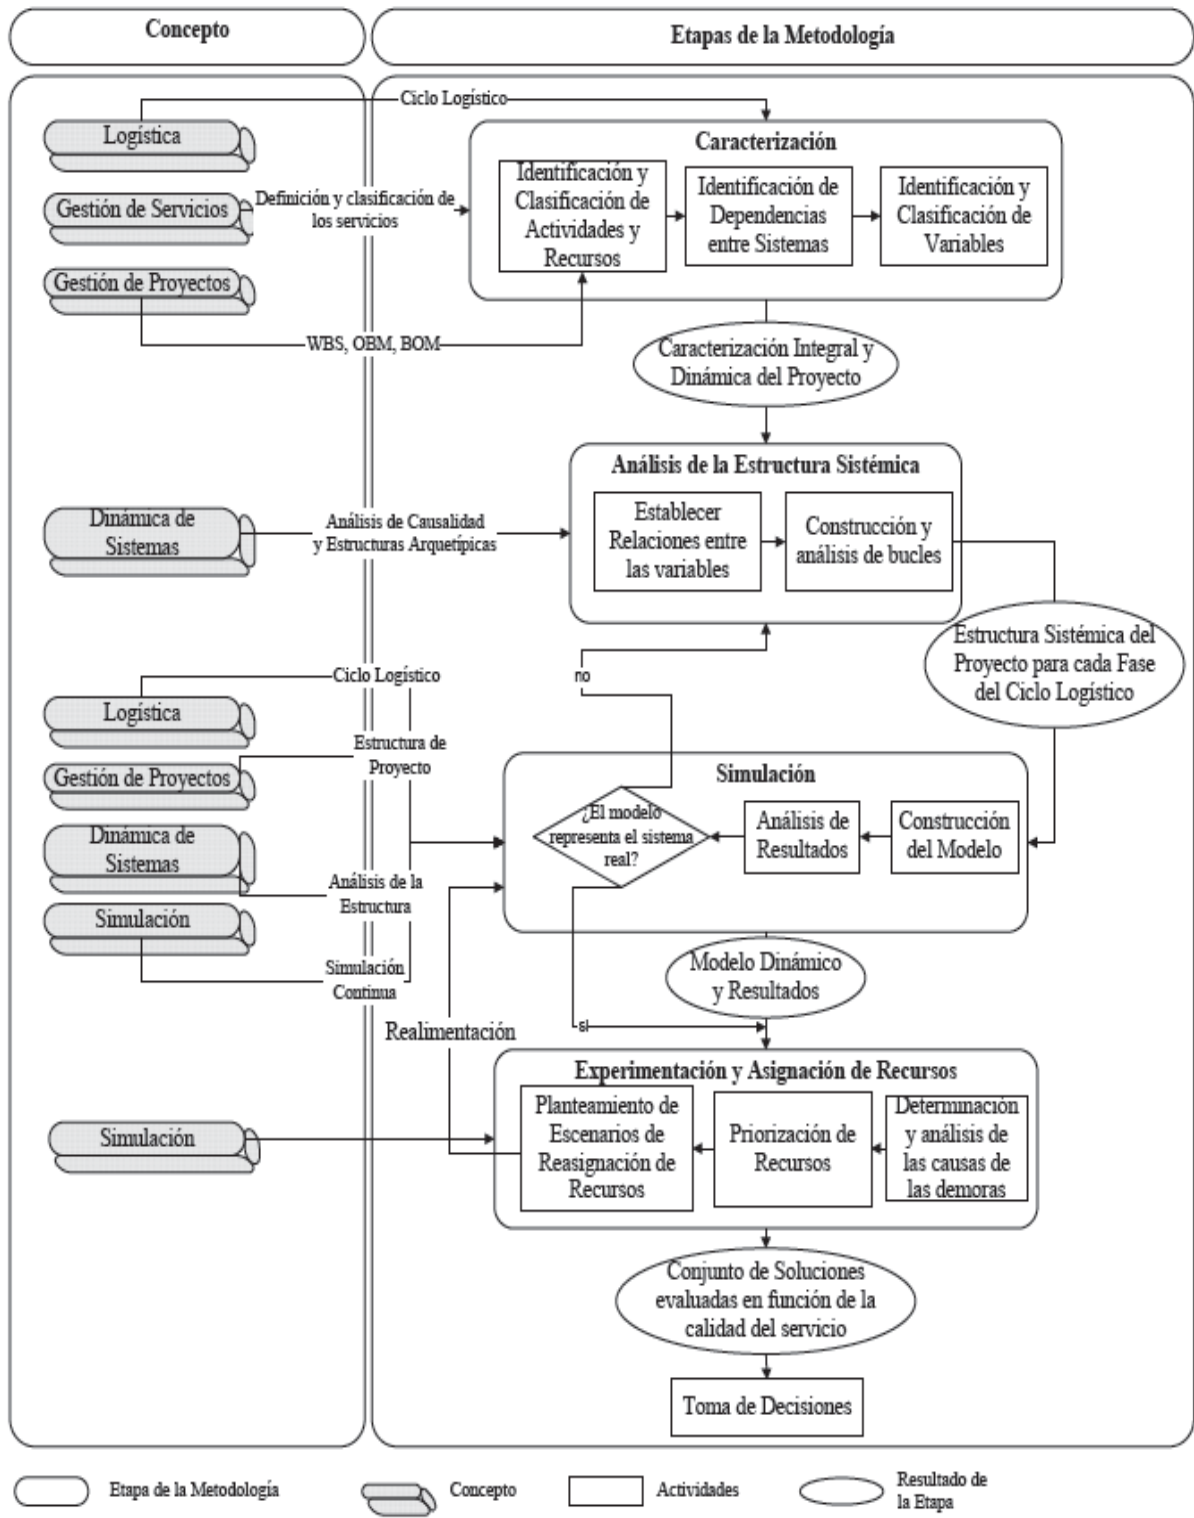 Concepto
Etapas de la Metodología
Ciclo Logístico
Logística
Caracterización
Identificación y
Clasificación de
Actividades y
Recursos
Identificación de
Dependencias
entre Sistemas
Identificación y
Clasificación de
Variables
Gestión de Servicios
Definición y clasificación de
los servicios
Gestión de Proyectos
WBS, OBM, BOM
Caracterización Integral y
Dinámica del Proyecto
Análisis de la Estructura Sistémica
Dinámica de
Sistemas
Análisis de Causalidad
y Estructuras Arquetípicas
Establecer
Relaciones entre
las variables
Construcción y
análisis de bucles
Estructura Sistémica del
Proyecto para cada Fase
del Ciclo Logístico
no
Ciclo Logístico
Logística
Estructura de
Proyecto
Gestión de Proyectos
Simulación
¿El modelo
representa el sistema
real?
Análisis de
Resultados
Construcción
del Modelo
Dinámica de
Sistemas
Análisis de la
Estructura
Simulación
Simulación
Continua
Modelo Dinámico
y Resultados
si
Realimentación
Experimentación y Asignación de Recursos
Planteamiento de
Escenarios de
Reasignación de
Recursos
Priorización de
Recursos
Determinación
y análisis de
las causas de
las demoras
Simulación
Conjunto de Soluciones
evaluadas en función de la
calidad del servicio
Toma de Decisiones
Etapa de la Metodología
Concepto
Actividades
Resultado de
la Etapa